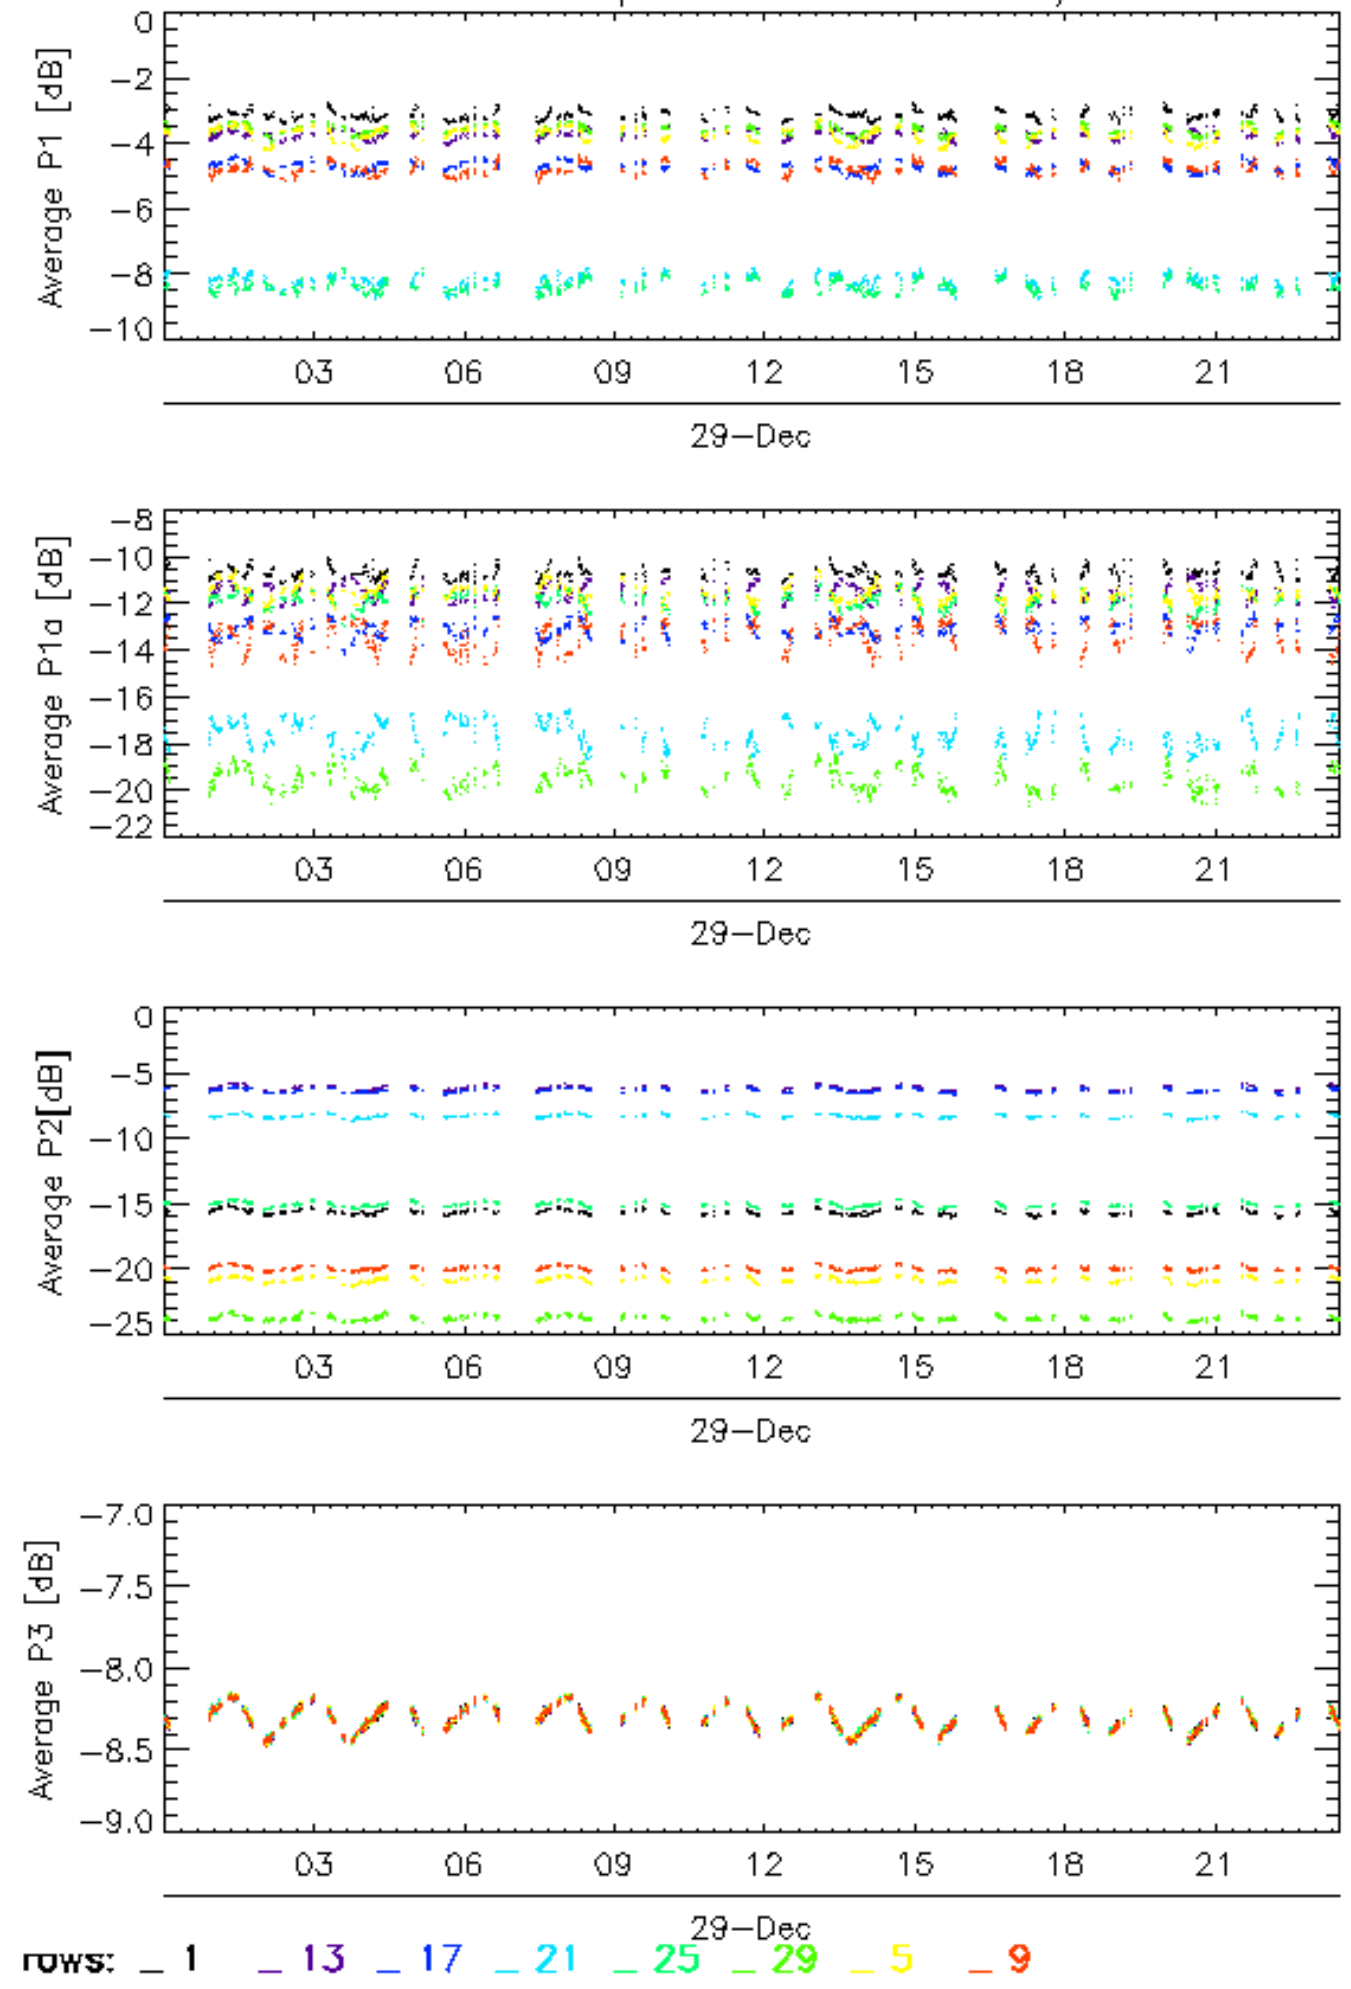 0
−2
−4
−6
−8
−10
Average P1 [dB]
03 06 09 12 15 18 21
29−Dec
−8
−10
−12
−14
−16
−18
−20
−22
Average P1a [dB]
03 06 09 12 15 18 21
29−Dec
0
−5
−10
−15
−20
−25
Average P2[dB]
03 06 09 12 15 18 21
29−Dec
−7.0
−7.5
−8.0
−8.5
−9.0
Average P3 [dB]
03 06 09 12 15 18 21
29−Dec
rows: _ 1 _ 13 _ 17 _ 21 _ 25 _ 29 _ 5 _ 9